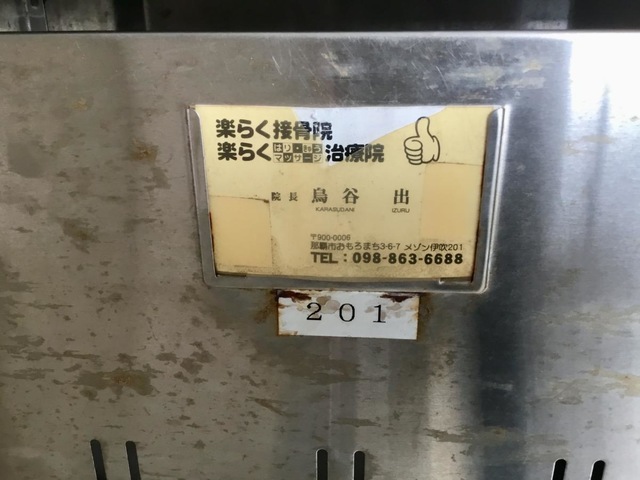 楽らく接骨院
楽らくはり・きゅうマッサージ治療院
院長 烏谷 出
KARASUDANI IZURU
〒900-0006
那覇市おもろまち3-6-7 メゾン伊吹201
TEL：098-863-6688
201